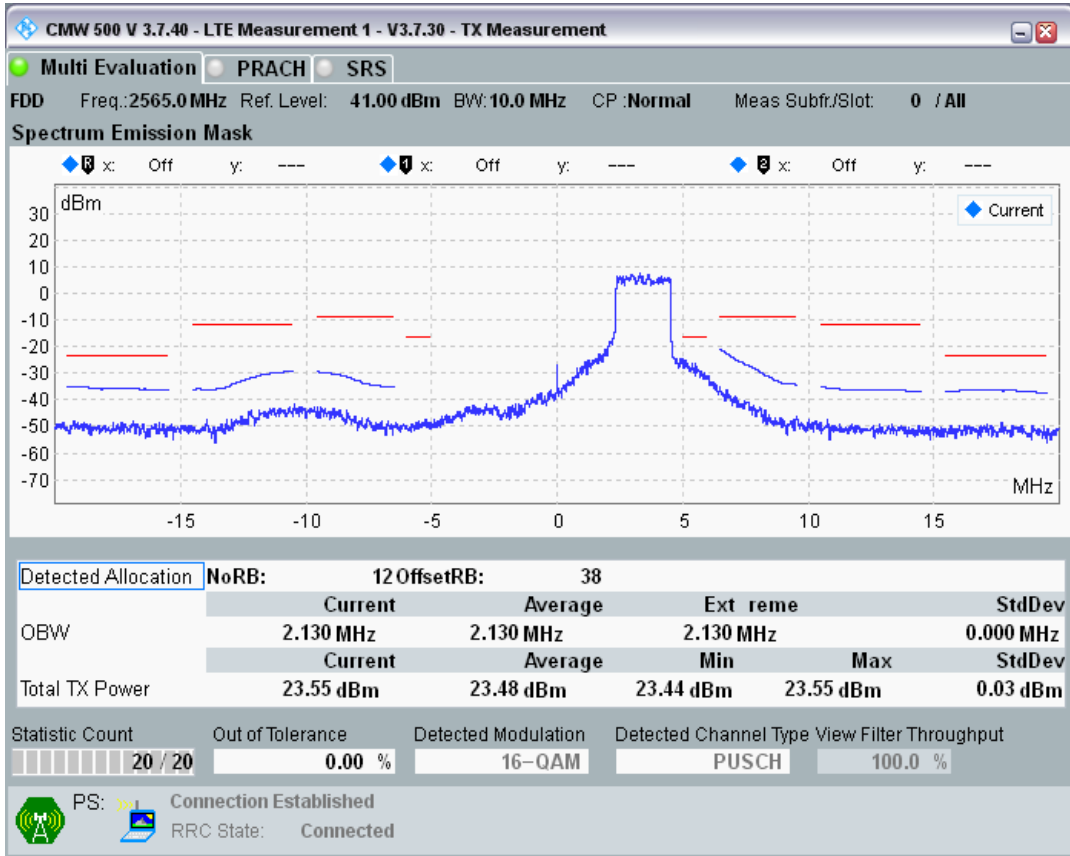 CMW 500 V 3.7.40 - LTE Measurement 1 - V3.7.30 - TX Measurement
Multi Evaluation PRACH SRS
FDD Freq.:2565.0 MHz Ref. Level: 41.00 dBm BW: 10.0 MHz CP :Normal Meas Subfr./Slot: 0 / All
Spectrum Emission Mask
R x: Off y: --- 1 x: Off y: --- 2 x: Off y: ---
dBm
Current
30
20
10
0
-10
-20
-30
-40
-50
-60
-70
MHz
-15 -10 -5 0 5 10 15
Detected Allocation NoRB: 12 OffsetRB: 38
Current Average Ext reme StdDev
OBW 2.130 MHz 2.130 MHz 2.130 MHz 0.000 MHz
Current Average Min Max StdDev
Total TX Power 23.55 dBm 23.48 dBm 23.44 dBm 23.55 dBm 0.03 dBm
Statistic Count Out of Tolerance Detected Modulation Detected Channel Type View Filter Throughput
20 / 20 0.00 % 16-QAM PUSCH 100.0 %
PS: Connection Established
RRC State: Connected